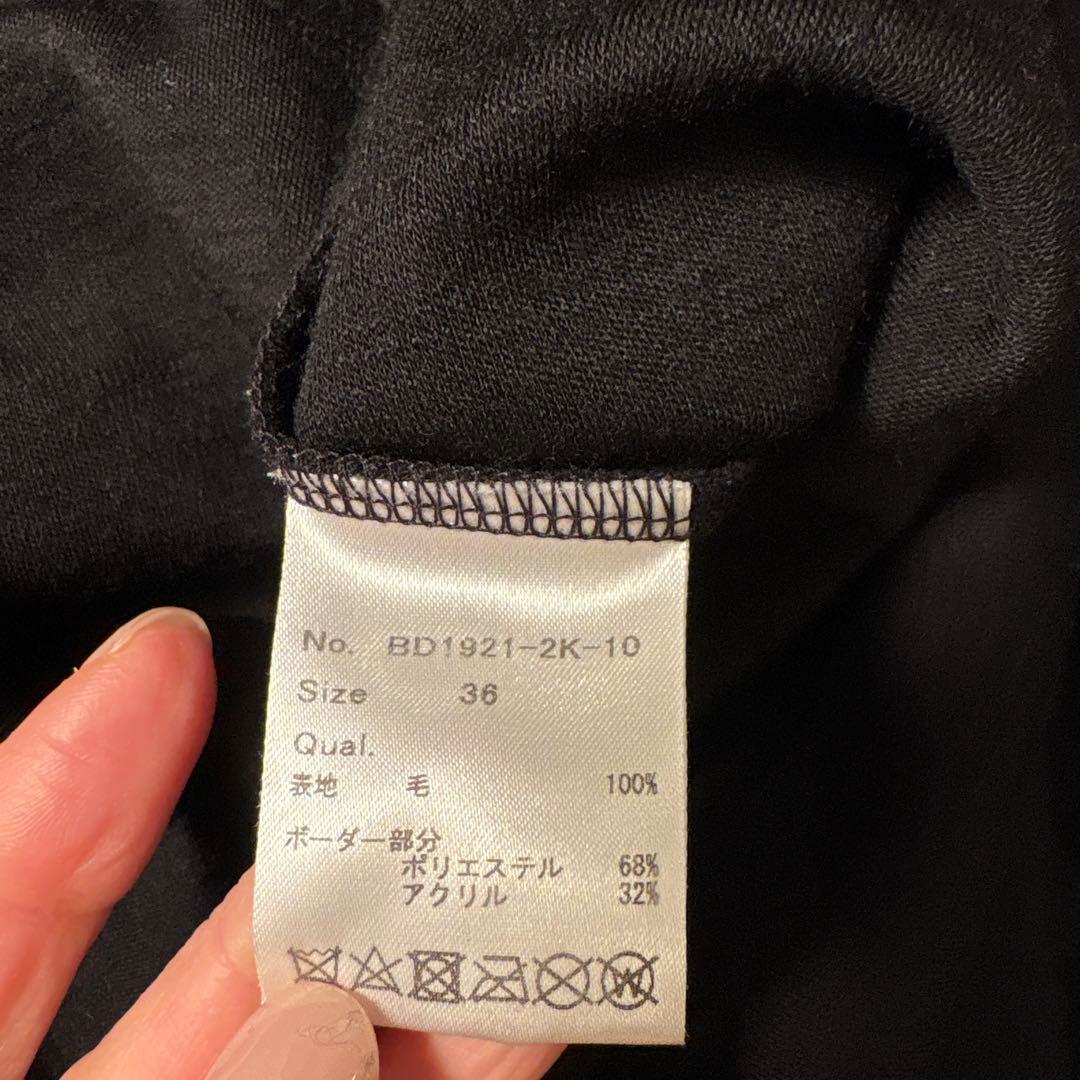 No. BD1921-2K-10
Size 36
Qual.
表地 毛 100%
ボーダー部分
ポリエステル 68%
アクリル 32%
W